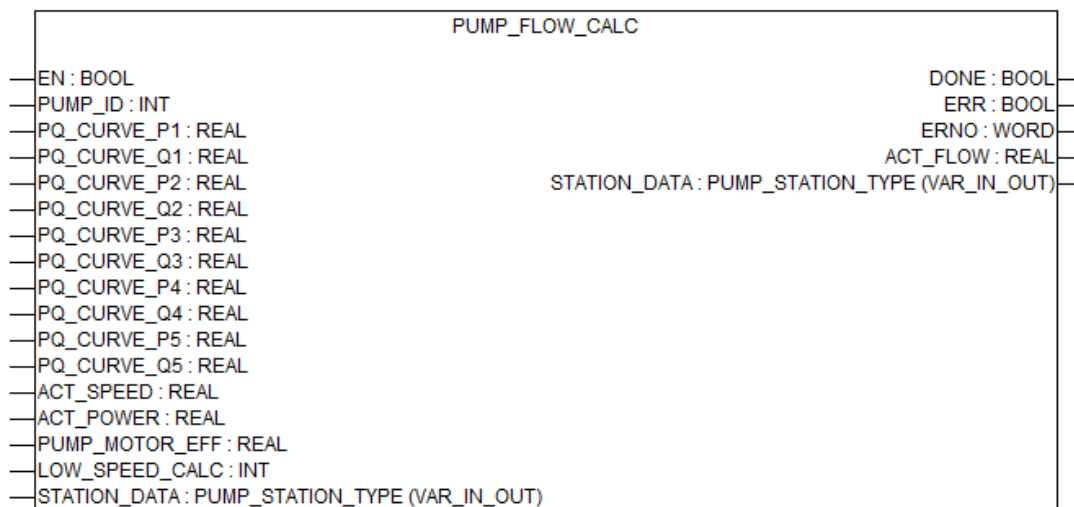 PUMP_FLOW_CALC
EN : BOOL
DONE : BOOL
PUMP_ID : INT
ERR : BOOL
PQ_CURVE_P1 : REAL
ERNO : WORD
PQ_CURVE_Q1 : REAL
ACT_FLOW : REAL
PQ_CURVE_P2 : REAL
STATION_DATA : PUMP_STATION_TYPE (VAR_IN_OUT)
PQ_CURVE_Q2 : REAL
PQ_CURVE_P3 : REAL
PQ_CURVE_Q3 : REAL
PQ_CURVE_P4 : REAL
PQ_CURVE_Q4 : REAL
PQ_CURVE_P5 : REAL
PQ_CURVE_Q5 : REAL
ACT_SPEED : REAL
ACT_POWER : REAL
PUMP_MOTOR_EFF : REAL
LOW_SPEED_CALC : INT
STATION_DATA : PUMP_STATION_TYPE (VAR_IN_OUT)